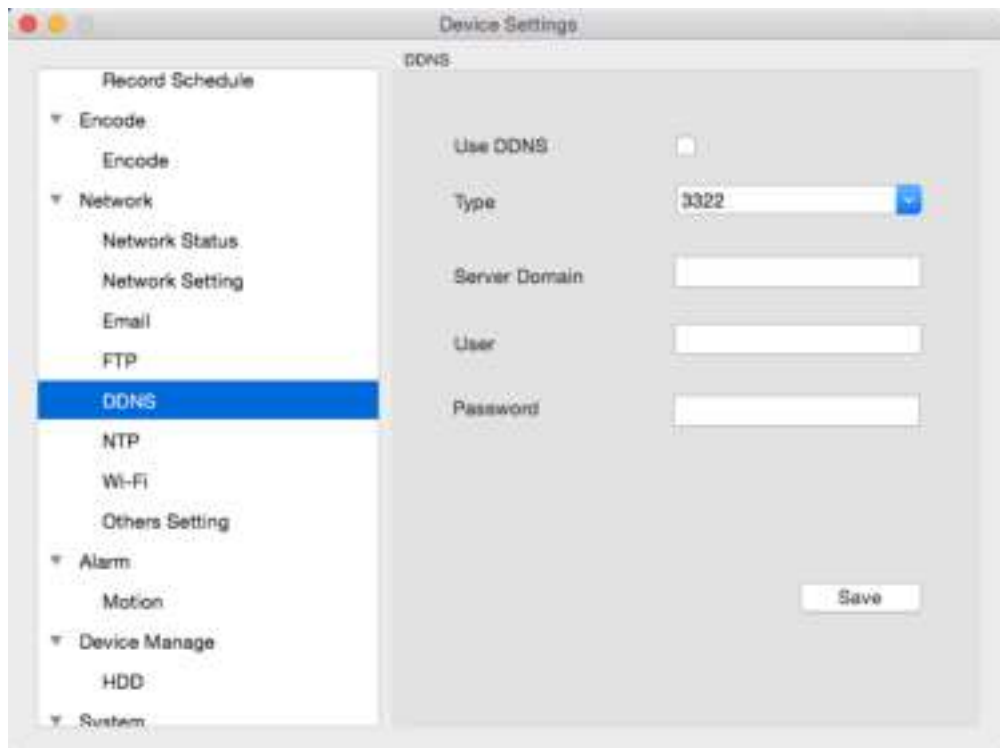 Device Settings
DDNS
Record Schedule
Encode
Encode
Network
Network Status
Network Setting
Email
FTP
DDNS
NTP
Wi-Fi
Others Setting
Alarm
Motion
Device Manage
HDD
System
Use DDNS
Type 3322
Server Domain
User
Password
Save